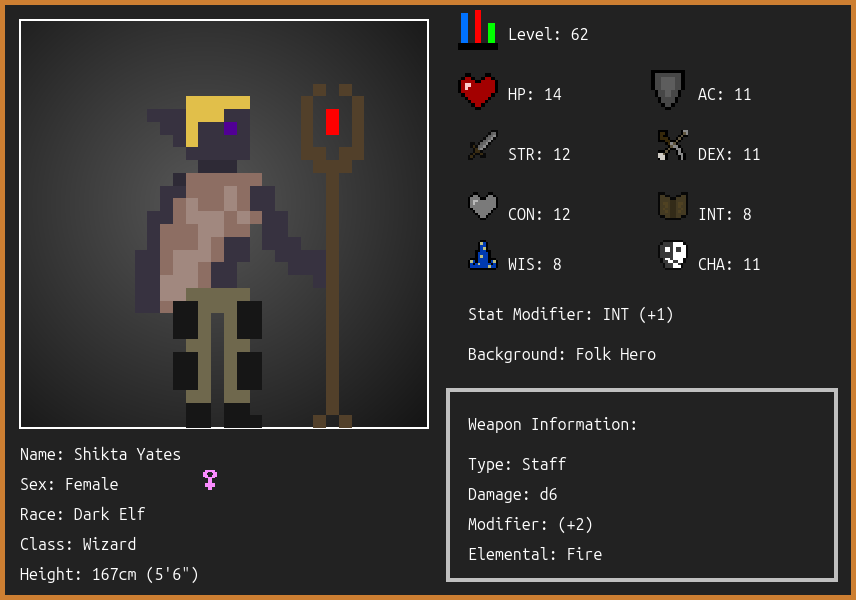 Level: 62
HP: 14
AC: 11
STR: 12
DEX: 11
CON: 12
INT: 8
WIS: 8
CHA: 11
Stat Modifier: INT (+1)
Background: Folk Hero
Weapon Information:
Type: Staff
Damage: d6
Modifier: (+2)
Elemental: Fire
Name: Shikta Yates
Sex: Female
Race: Dark Elf
Class: Wizard
Height: 167cm (5'6")